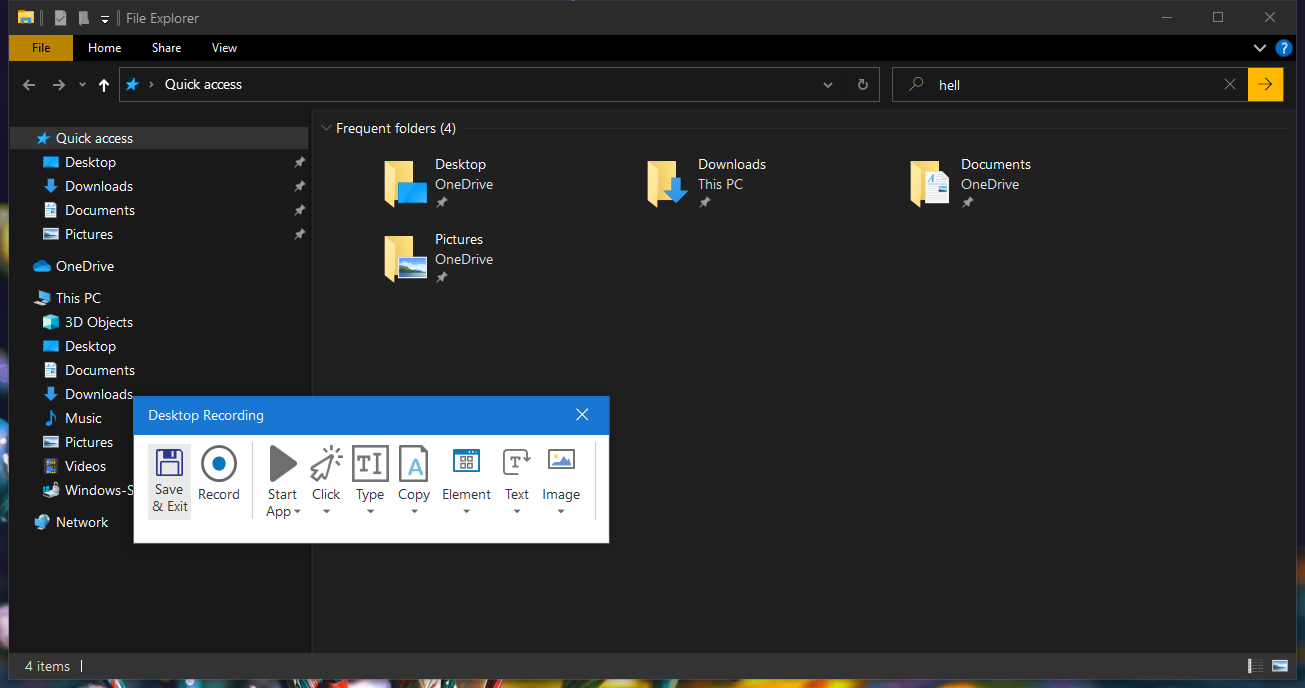 File Explorer
File
Home
Share
View
?
Quick access
hell
Quick access
Desktop
Downloads
Documents
Pictures
OneDrive
This PC
3D Objects
Desktop
Documents
Downloads
Music
Pictures
Videos
Windows-S
Network
Frequent folders (4)
Desktop
OneDrive
Downloads
This PC
Documents
OneDrive
Pictures
OneDrive
Desktop Recording
Save
& Exit
Record
Start
App
Click
TI
Type
A
Copy
Element
T
Text
Image
4 items